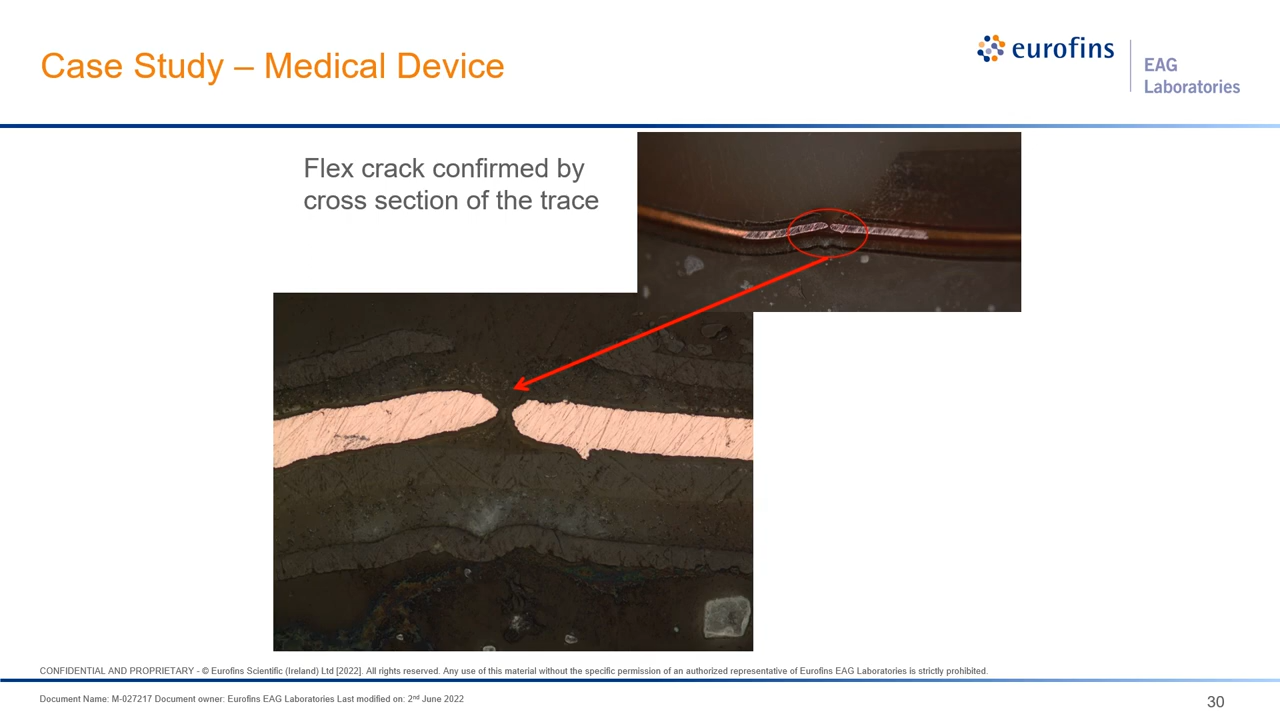 Case Study – Medical Device
eurofins
EAG
Laboratories
Flex crack confirmed by
cross section of the trace
CONFIDENTIAL AND PROPRIETARY - © Eurofins Scientific (Ireland) Ltd [2022]. All rights reserved. Any use of this material without the specific permission of an authorized representative of Eurofins EAG Laboratories is strictly prohibited.
Document Name: M-027217 Document owner: Eurofins EAG Laboratories Last modified on: 2nd June 2022
30